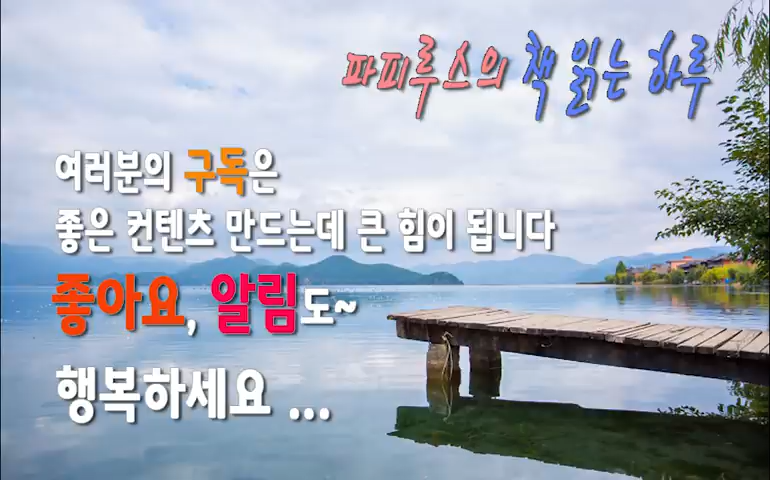 파피루스의 책 읽는 하루
여러분의 구독은
좋은 컨텐츠 만드는데 큰 힘이 됩니다
좋아요, 알림도~
행복하세요 ...